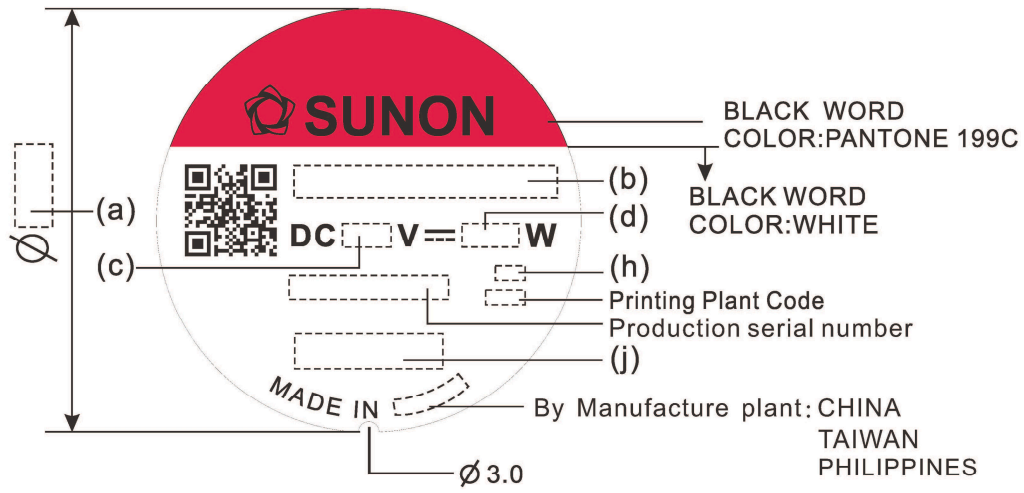 SUNON
BLACK WORD
COLOR:PANTONE 199C
(b)
BLACK WORD
COLOR:WHITE
(a)
Ø
(d)
DC V W
(c)
(h)
Printing Plant Code
Production serial number
(j)
MADE IN
By Manufacture plant: CHINA
TAIWAN
PHILIPPINES
Ø 3.0